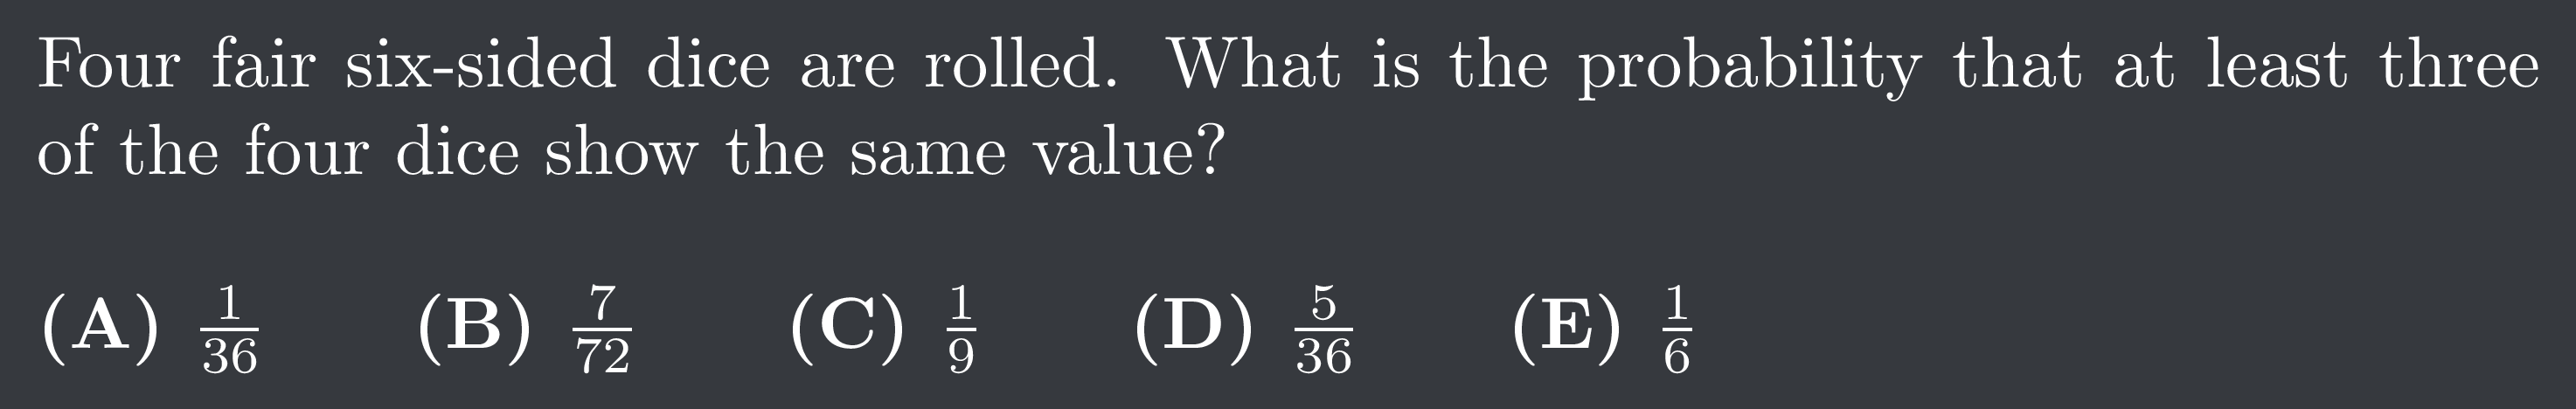 Four fair six-sided dice are rolled. What is the probability that at least three
of the four dice show the same value?
(A) 1/36 (B) 7/72 (C) 1/9 (D) 5/36 (E) 1/6